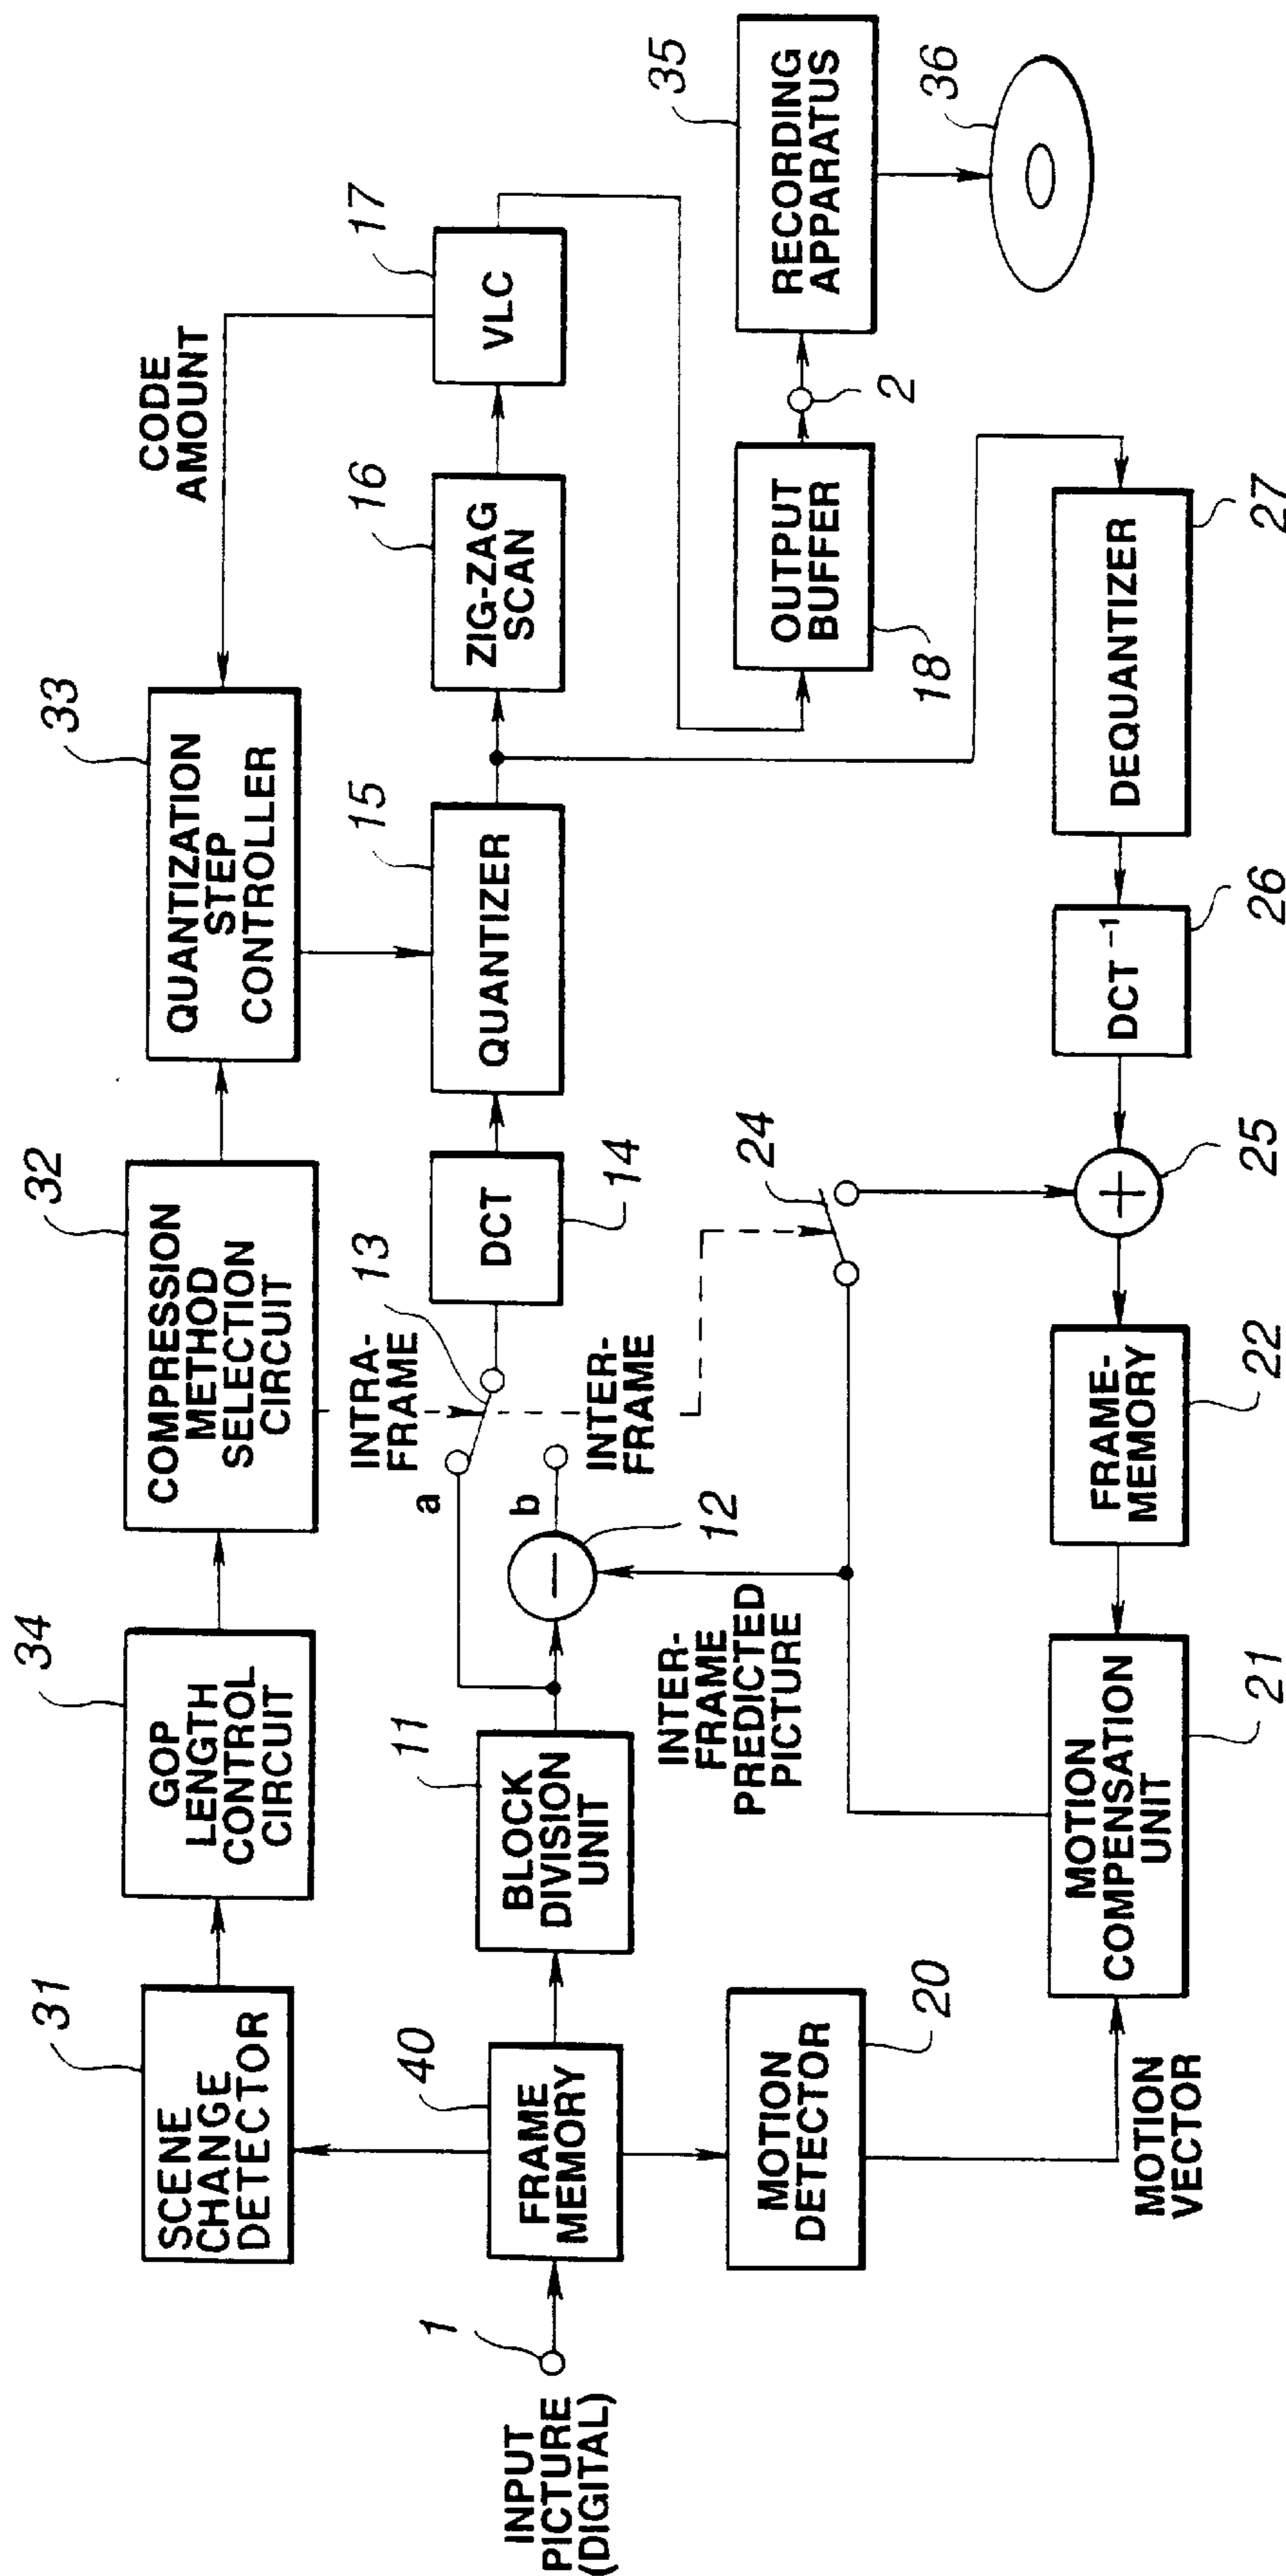 31
SCENE
CHANGE
DETECTOR
34
GOP
LENGTH
CONTROL
CIRCUIT
32
COMPRESSION
METHOD
SELECTION
CIRCUIT
33
QUANTIZATION
STEP
CONTROLLER
CODE
AMOUNT
INPUT
PICTURE
(DIGITAL)
1
40
FRAME
MEMORY
11
BLOCK
DIVISION
UNIT
a
b
12
INTRA-
FRAME
13
INTER-
FRAME
DCT
14
15
QUANTIZER
16
ZIG-ZAG
SCAN
17
VLC
20
MOTION
DETECTOR
MOTION
VECTOR
INTER-
FRAME
PREDICTED
PICTURE
24
OUTPUT
BUFFER
18
2
35
RECORDING
APPARATUS
36
MOTION
COMPENSATION
UNIT
21
FRAME-
MEMORY
22
25
DCT -1
26
DEQUANTIZER
27